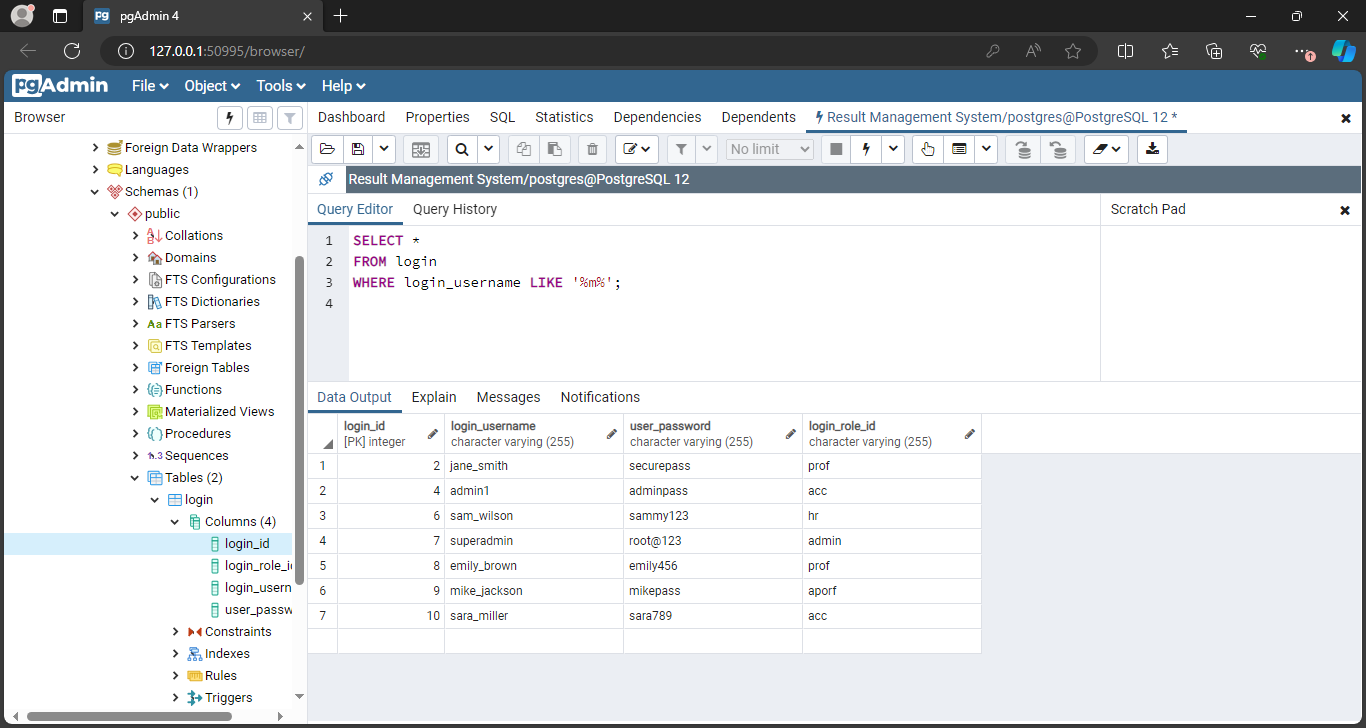 pgAdmin 4
127.0.0.1:50995/browser/
pgAdmin File Object Tools Help
Browser
Dashboard Properties SQL Statistics Dependencies Dependents Result Management System/postgres@PostgreSQL 12 *
No limit
Result Management System/postgres@PostgreSQL 12
Foreign Data Wrappers
Languages
Schemas (1)
public
Collations
Domains
FTS Configurations
FTS Dictionaries
FTS Parsers
FTS Templates
Foreign Tables
Functions
Materialized Views
Procedures
1..3 Sequences
Tables (2)
login
Columns (4)
login_id
login_role_i
login_usern
user_passw
Constraints
Indexes
Rules
Triggers
Query Editor Query History
Scratch Pad
1 SELECT *
2 FROM login
3 WHERE login_username LIKE '%m%';
4
Data Output Explain Messages Notifications
login_id login_username user_password login_role_id
[PK] integer character varying (255) character varying (255) character varying (255)
1 2 jane_smith securepass prof
2 4 admin1 adminpass acc
3 6 sam_wilson sammy123 hr
4 7 superadmin root@123 admin
5 8 emily_brown emily456 prof
6 9 mike_jackson mikepass aporf
7 10 sara_miller sara789 acc